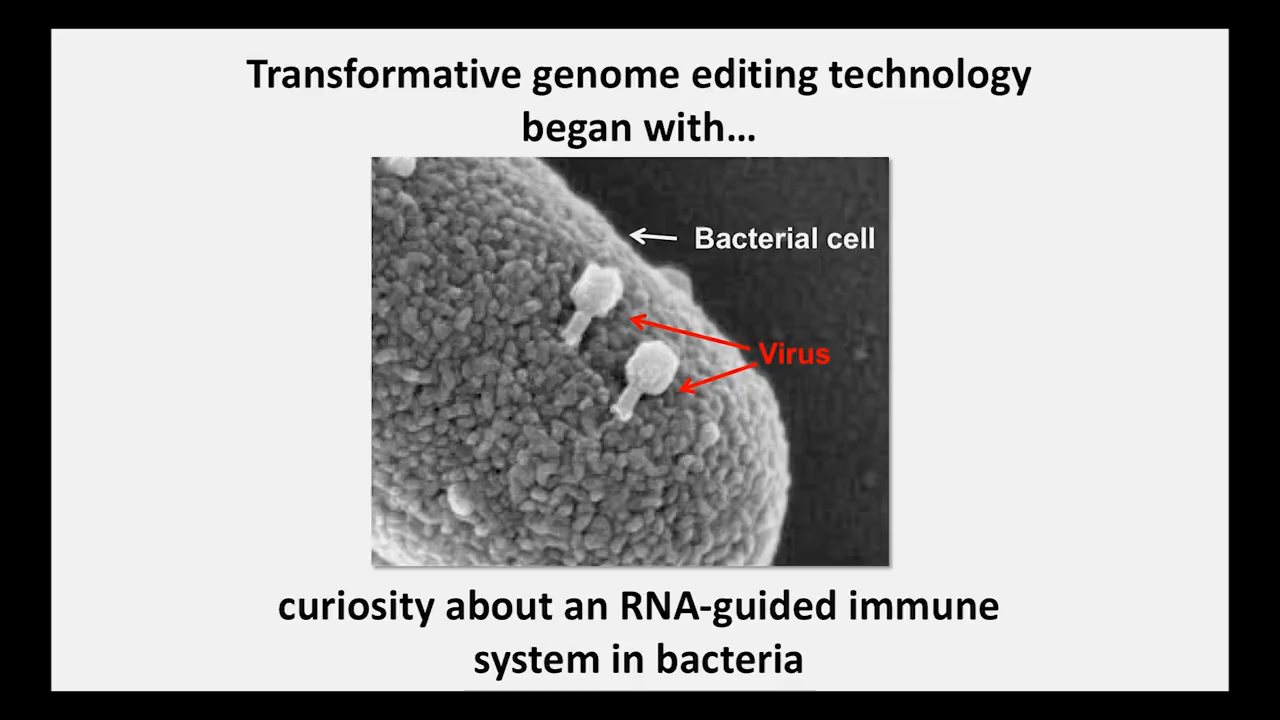 Transformative genome editing technology
began with…
Bacterial cell
Virus
curiosity about an RNA-guided immune
system in bacteria